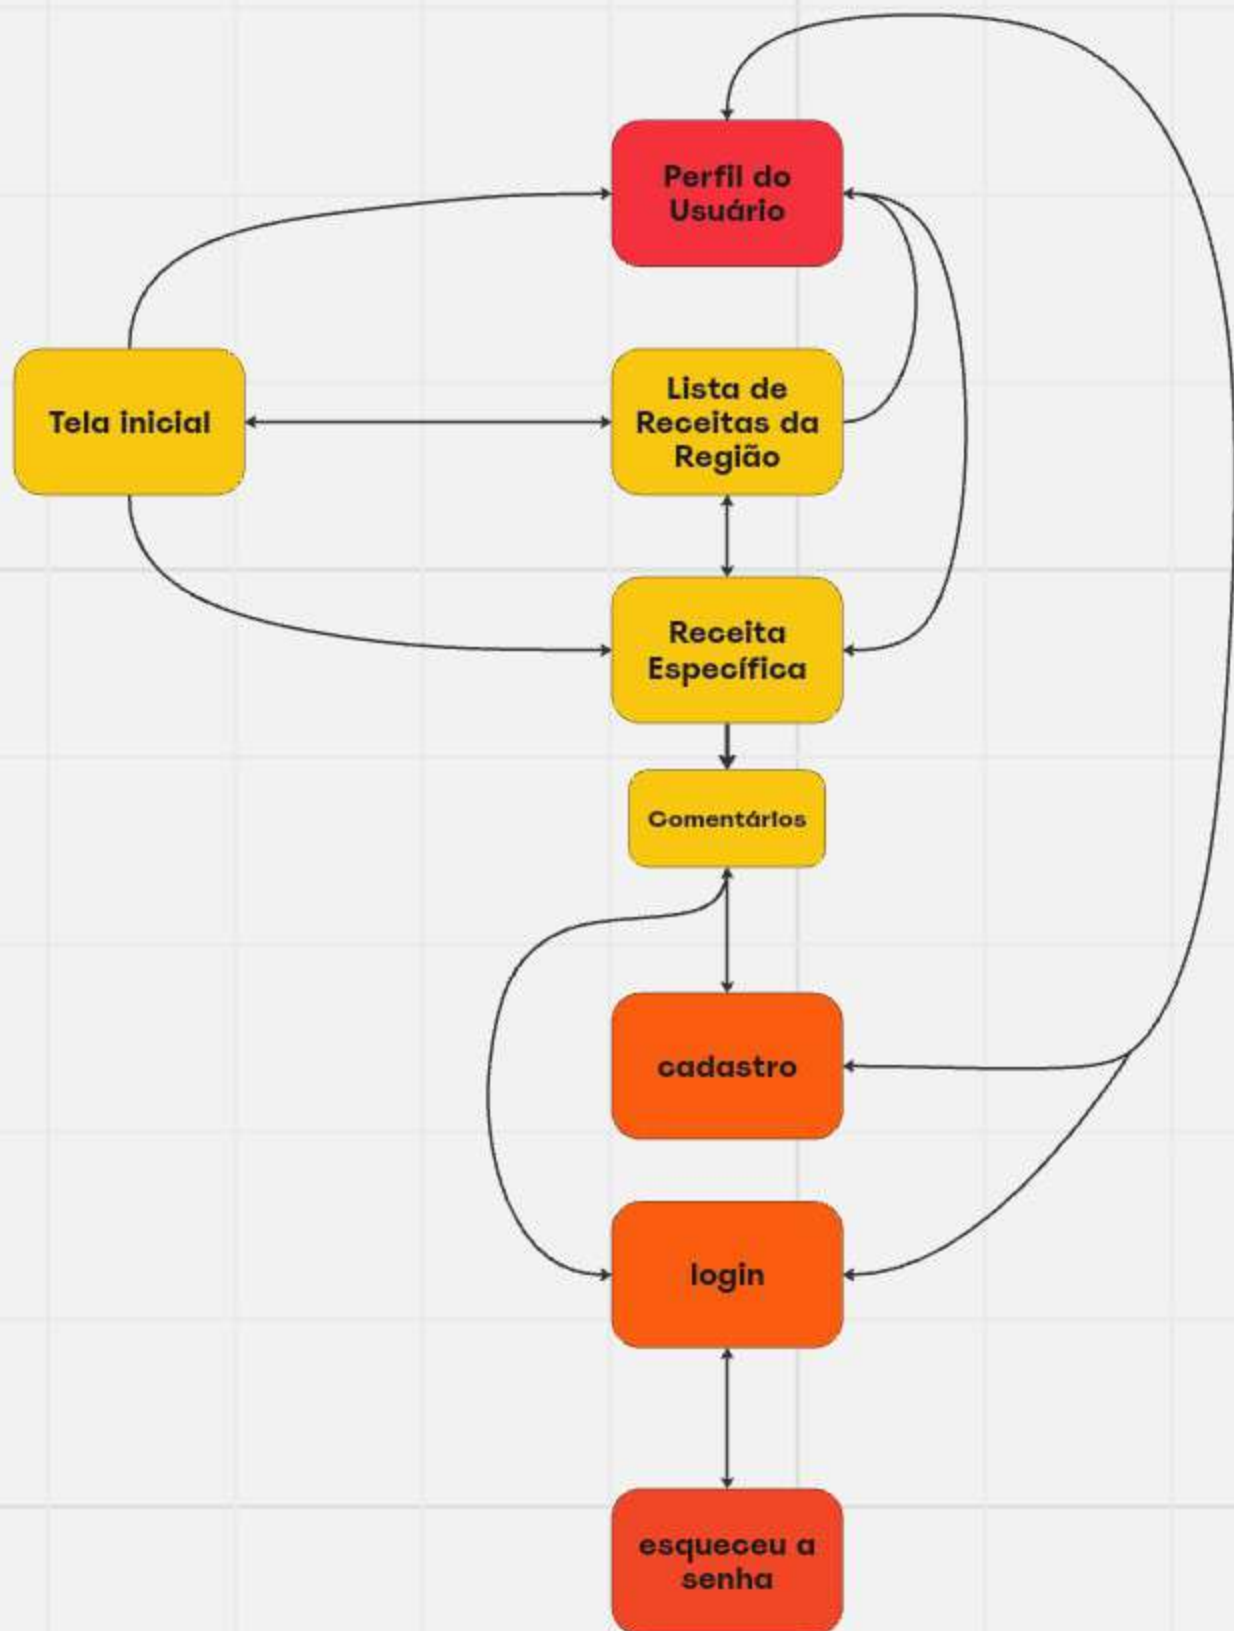 Perfil do
Usuário
Tela inicial
Lista de
Receitas da
Região
Receita
Específica
Comentários
cadastro
login
esqueceu a
senha